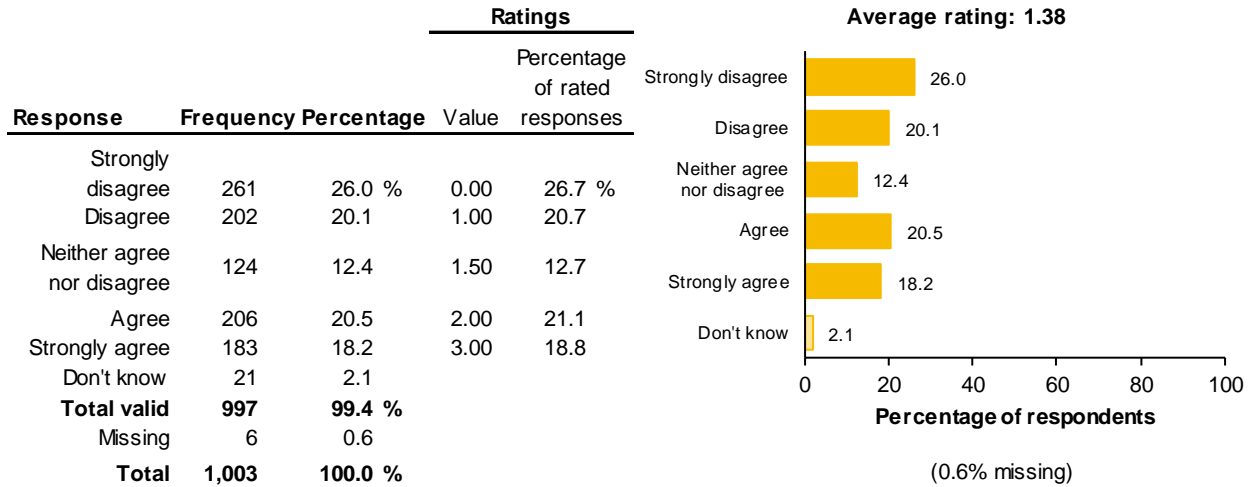 Ratings
Percentage
of rated
Response Frequency Percentage Value responses
Strongly
disagree 261 26.0 % 0.00 26.7 %
Disagree 202 20.1 1.00 20.7
Neither agree
nor disagree 124 12.4 1.50 12.7
Agree 206 20.5 2.00 21.1
Strongly agree 183 18.2 3.00 18.8
Don't know 21 2.1
Total valid 997 99.4 %
Missing 6 0.6
Total 1,003 100.0 %
Average rating: 1.38
Strongly disagree 26.0
Disagree 20.1
Neither agree
nor disagree 12.4
Agree 20.5
Strongly agree 18.2
Don't know 2.1
0 20 40 60 80 100
Percentage of respondents
(0.6% missing)